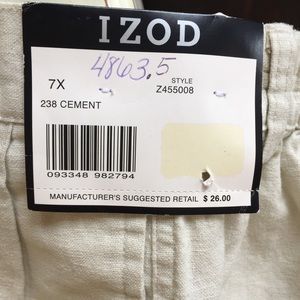 IZOD
4863.5
7X
STYLE
Z455008
238 CEMENT
093348 982794
MANUFACTURER'S SUGGESTED RETAIL $ 26.00